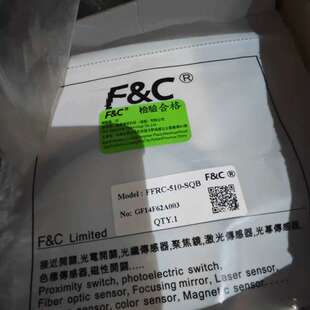 F&C®
F&C® 檢驗合格
F&C®
Model: FFRC-510-SQB
No: GFI4F62A003
QTY.1
F&C Limited
接近開關,光電開關,光纖傳感器,聚焦鏡,激光傳感器,光幕傳感器,
色標傳感器,磁性開關...
Proximity switch, photoelectric switch,
Fiber optic sensor, Focusing mirror, Laser sensor,
sensor, color sensor, Magnetic sensor...